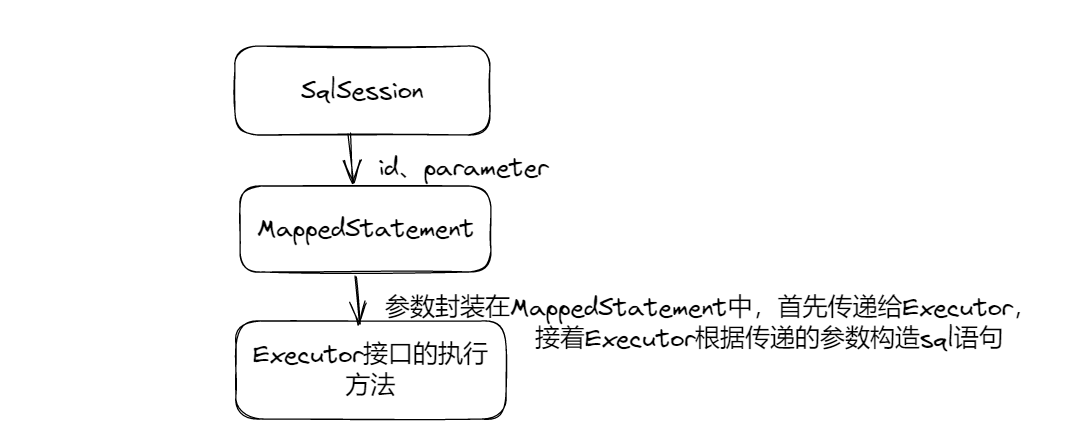 SqlSession
id、parameter
MappedStatement
参数封装在MappedStatement中，首先传递给Executor，
接着Executor根据传递的参数构造sql语句
Executor接口的执行
方法